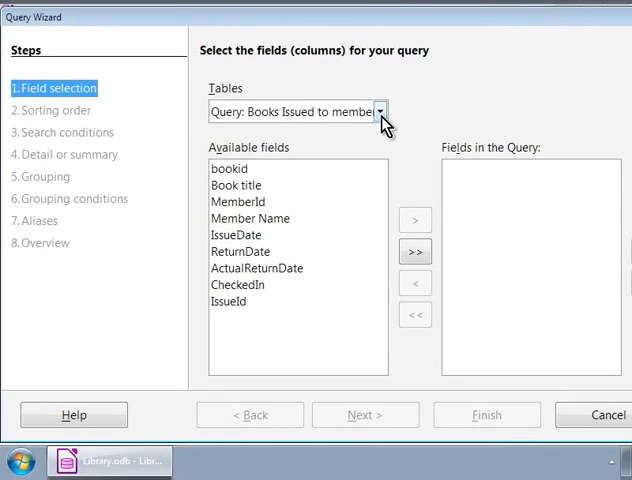 Query Wizard
Steps
Select the fields (columns) for your query
1.Field selection
2.Sorting order
3.Search conditions
4.Detail or summary
5.Grouping
6.Grouping conditions
7.Aliases
8.Overview
Tables
Query: Books Issued to member
Available fields
Fields in the Query:
bookid
Book title
MemberId
Member Name
IssueDate
ReturnDate
ActualReturnDate
CheckedIn
IssueId
>
>>
<
<<
Help
< Back
Next >
Finish
Cancel
Library.odb - Libr...